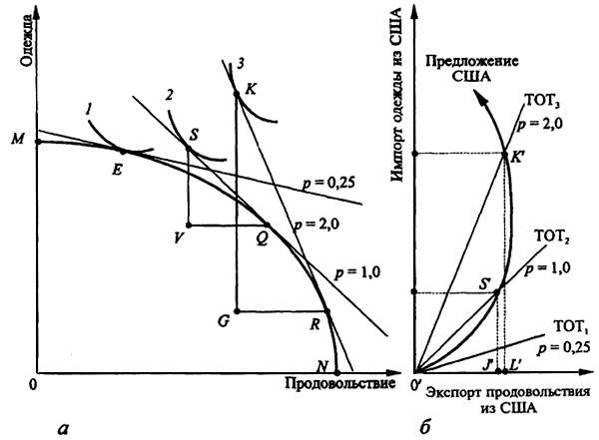 Одежда
M
1
E
2
S
3
K
p = 0,25
p = 2,0
V
Q
p = 1,0
G
R
N
0
Продовольствие
а
Импорт одежды из США
Предложение
США
TOT₃
p = 2,0
K'
TOT₂
p = 1,0
S'
TOT₁
p = 0,25
0'
J'
L'
Экспорт продовольствия
из США
б